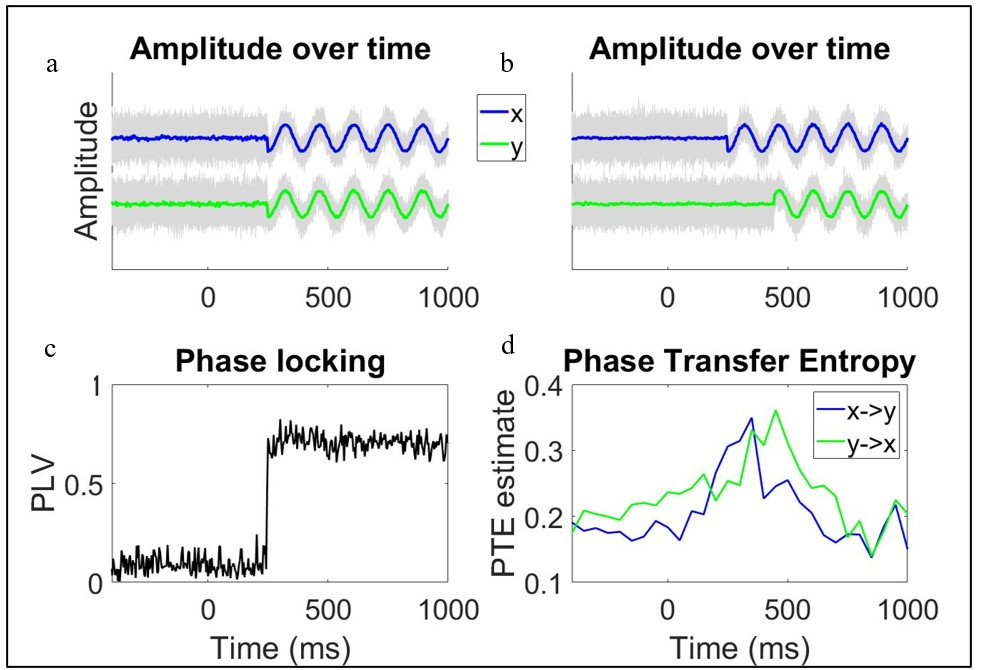 a
Amplitude over time
b
Amplitude over time
Amplitude
x
y
0 500 1000
0 500 1000
c
Phase locking
d
Phase Transfer Entropy
PLV
1
0.5
0
0 500 1000
Time (ms)
PTE estimate
0.4
0.3
0.2
0.1
x->y
y->x
0 500 1000
Time (ms)